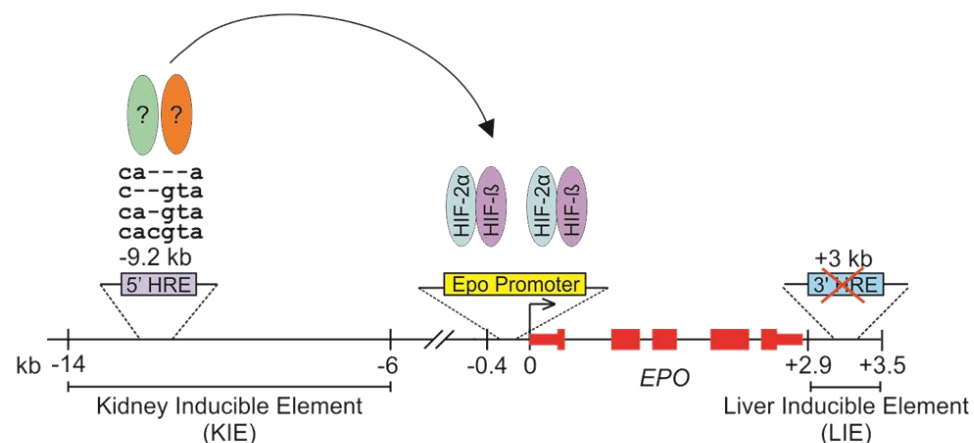 ? ?
ca---a
c--gta
ca-gta
cacgta
-9.2 kb
5' HRE
HIF-2α HIF-ß HIF-2α HIF-ß
Epo Promoter
+3 kb
3' HRE
kb -14 -6 -0.4 0 +2.9 +3.5
EPO
Kidney Inducible Element
(KIE)
Liver Inducible Element
(LIE)